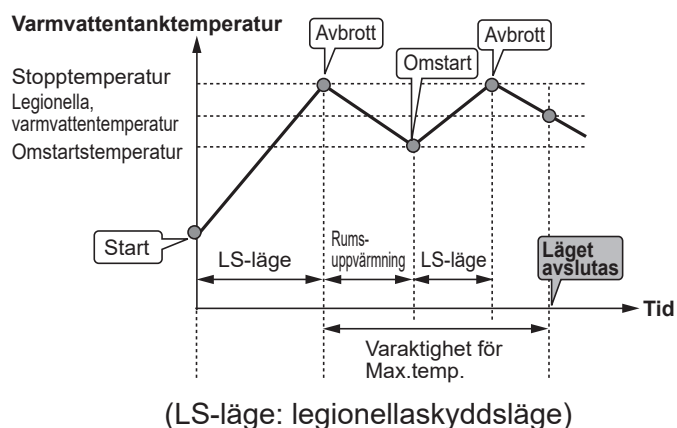 Varmvattentanktemperatur
Avbrott
Avbrott
Omstart
Stopptemperatur
Legionella,
varmvattentemperatur
Omstartstemperatur
Start
LS-läge
Rums-
uppvärmning
LS-läge
Läget
avslutas
Tid
Varaktighet för
Max.temp.
(LS-läge: legionellaskyddsläge)